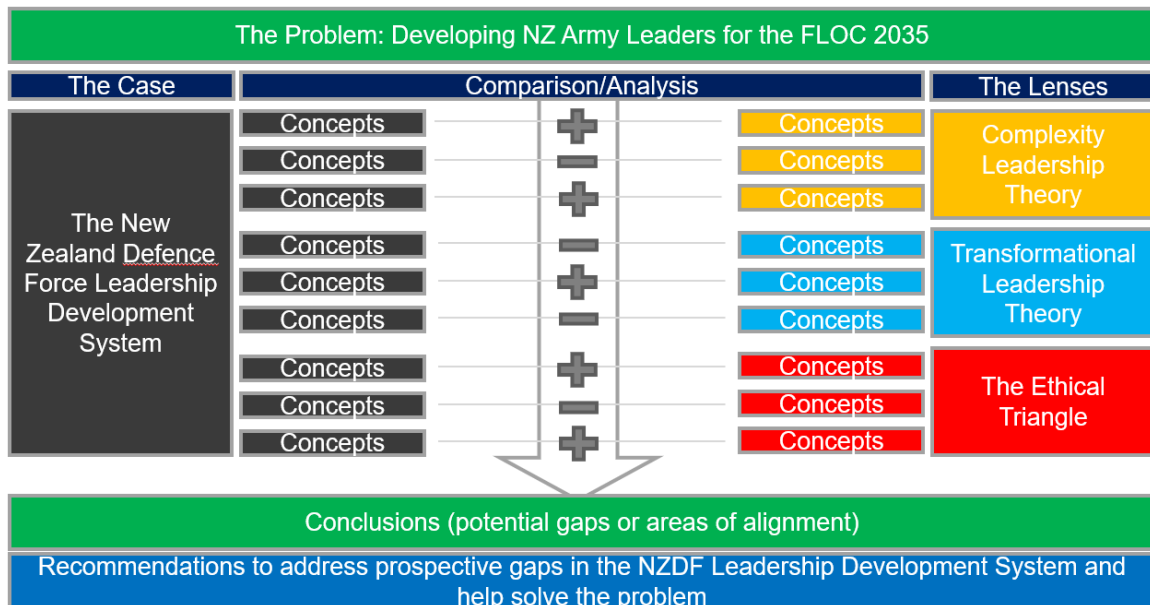 The Problem: Developing NZ Army Leaders for the FLOC 2035
The Case
Comparison/Analysis
The Lenses
The New
Zealand Defence
Force Leadership
Development
System
Concepts
Concepts
Concepts
Concepts
Concepts
Concepts
Concepts
Concepts
Concepts
+
−
+
−
+
−
+
−
+
Concepts
Concepts
Concepts
Concepts
Concepts
Concepts
Concepts
Concepts
Concepts
Complexity
Leadership
Theory
Transformational
Leadership
Theory
The Ethical
Triangle
Conclusions (potential gaps or areas of alignment)
Recommendations to address prospective gaps in the NZDF Leadership Development System and
help solve the problem